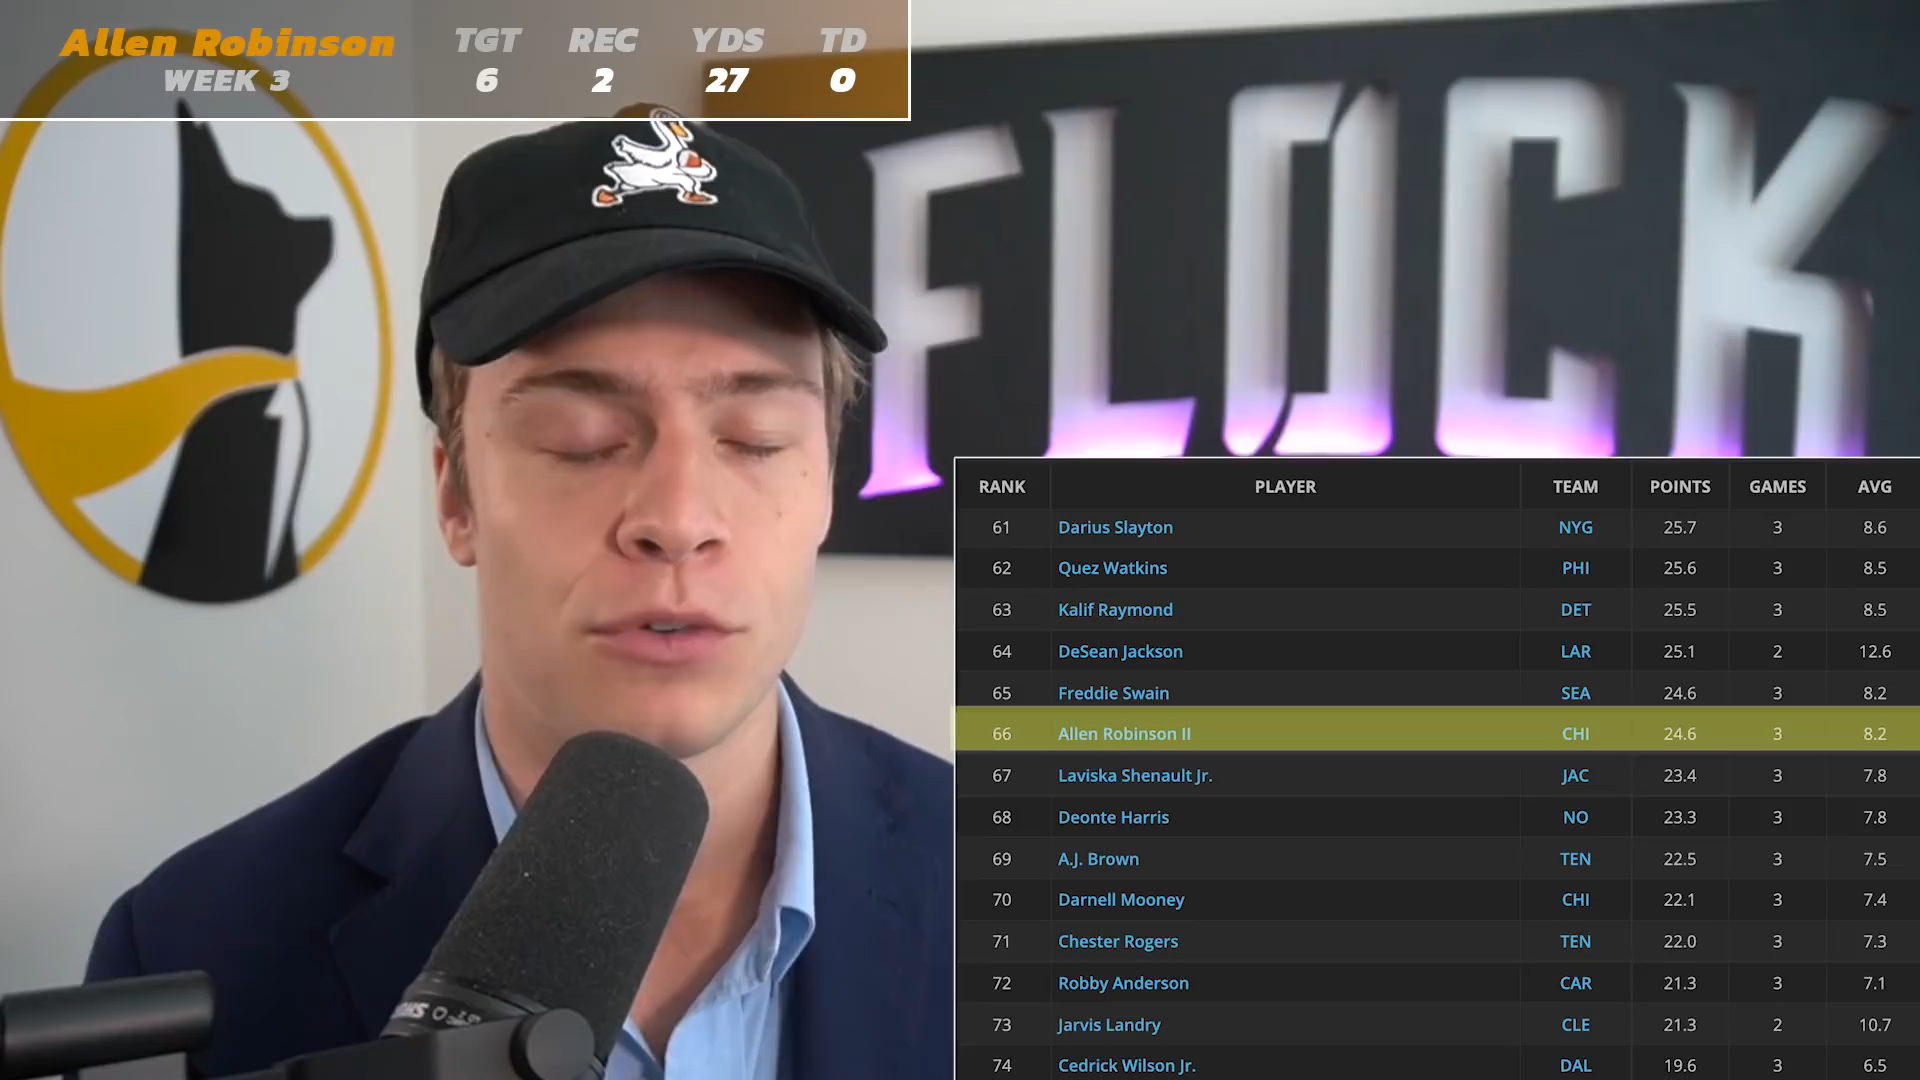 Allen Robinson TGT REC YDS TD
WEEK 3 6 2 27 0
FLOCK
RANK PLAYER TEAM POINTS GAMES AVG
61 Darius Slayton NYG 25.7 3 8.6
62 Quez Watkins PHI 25.6 3 8.5
63 Kalif Raymond DET 25.5 3 8.5
64 DeSean Jackson LAR 25.1 2 12.6
65 Freddie Swain SEA 24.6 3 8.2
66 Allen Robinson II CHI 24.6 3 8.2
67 Laviska Shenault Jr. JAC 23.4 3 7.8
68 Deonte Harris NO 23.3 3 7.8
69 A.J. Brown TEN 22.5 3 7.5
70 Darnell Mooney CHI 22.1 3 7.4
71 Chester Rogers TEN 22.0 3 7.3
72 Robby Anderson CAR 21.3 3 7.1
73 Jarvis Landry CLE 21.3 2 10.7
74 Cedrick Wilson Jr. DAL 19.6 3 6.5